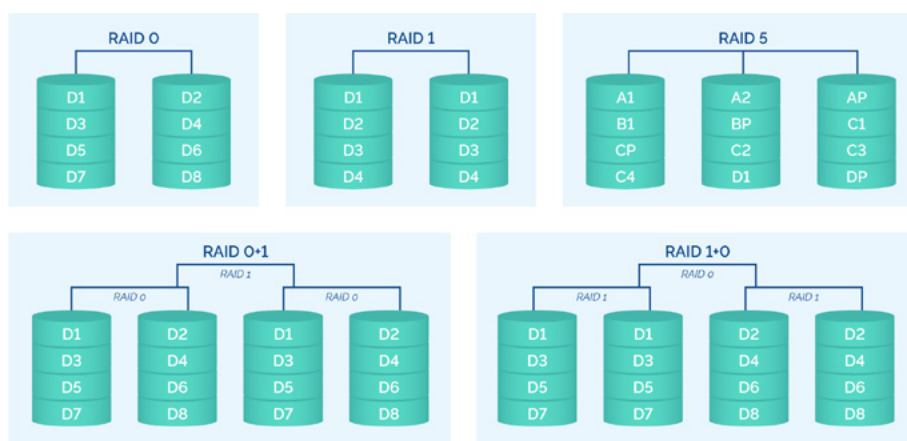 RAID 0
D1
D3
D5
D7
D2
D4
D6
D8
RAID 1
D1
D2
D3
D4
D1
D2
D3
D4
RAID 5
A1
B1
CP
C4
A2
BP
C2
D1
AP
C1
C3
DP
RAID 0+1
RAID 1
RAID 0
RAID 0
D1
D3
D5
D7
D2
D4
D6
D8
D1
D3
D5
D7
D2
D4
D6
D8
RAID 1+0
RAID 0
RAID 1
RAID 1
D1
D3
D5
D7
D1
D3
D5
D7
D2
D4
D6
D8
D2
D4
D6
D8